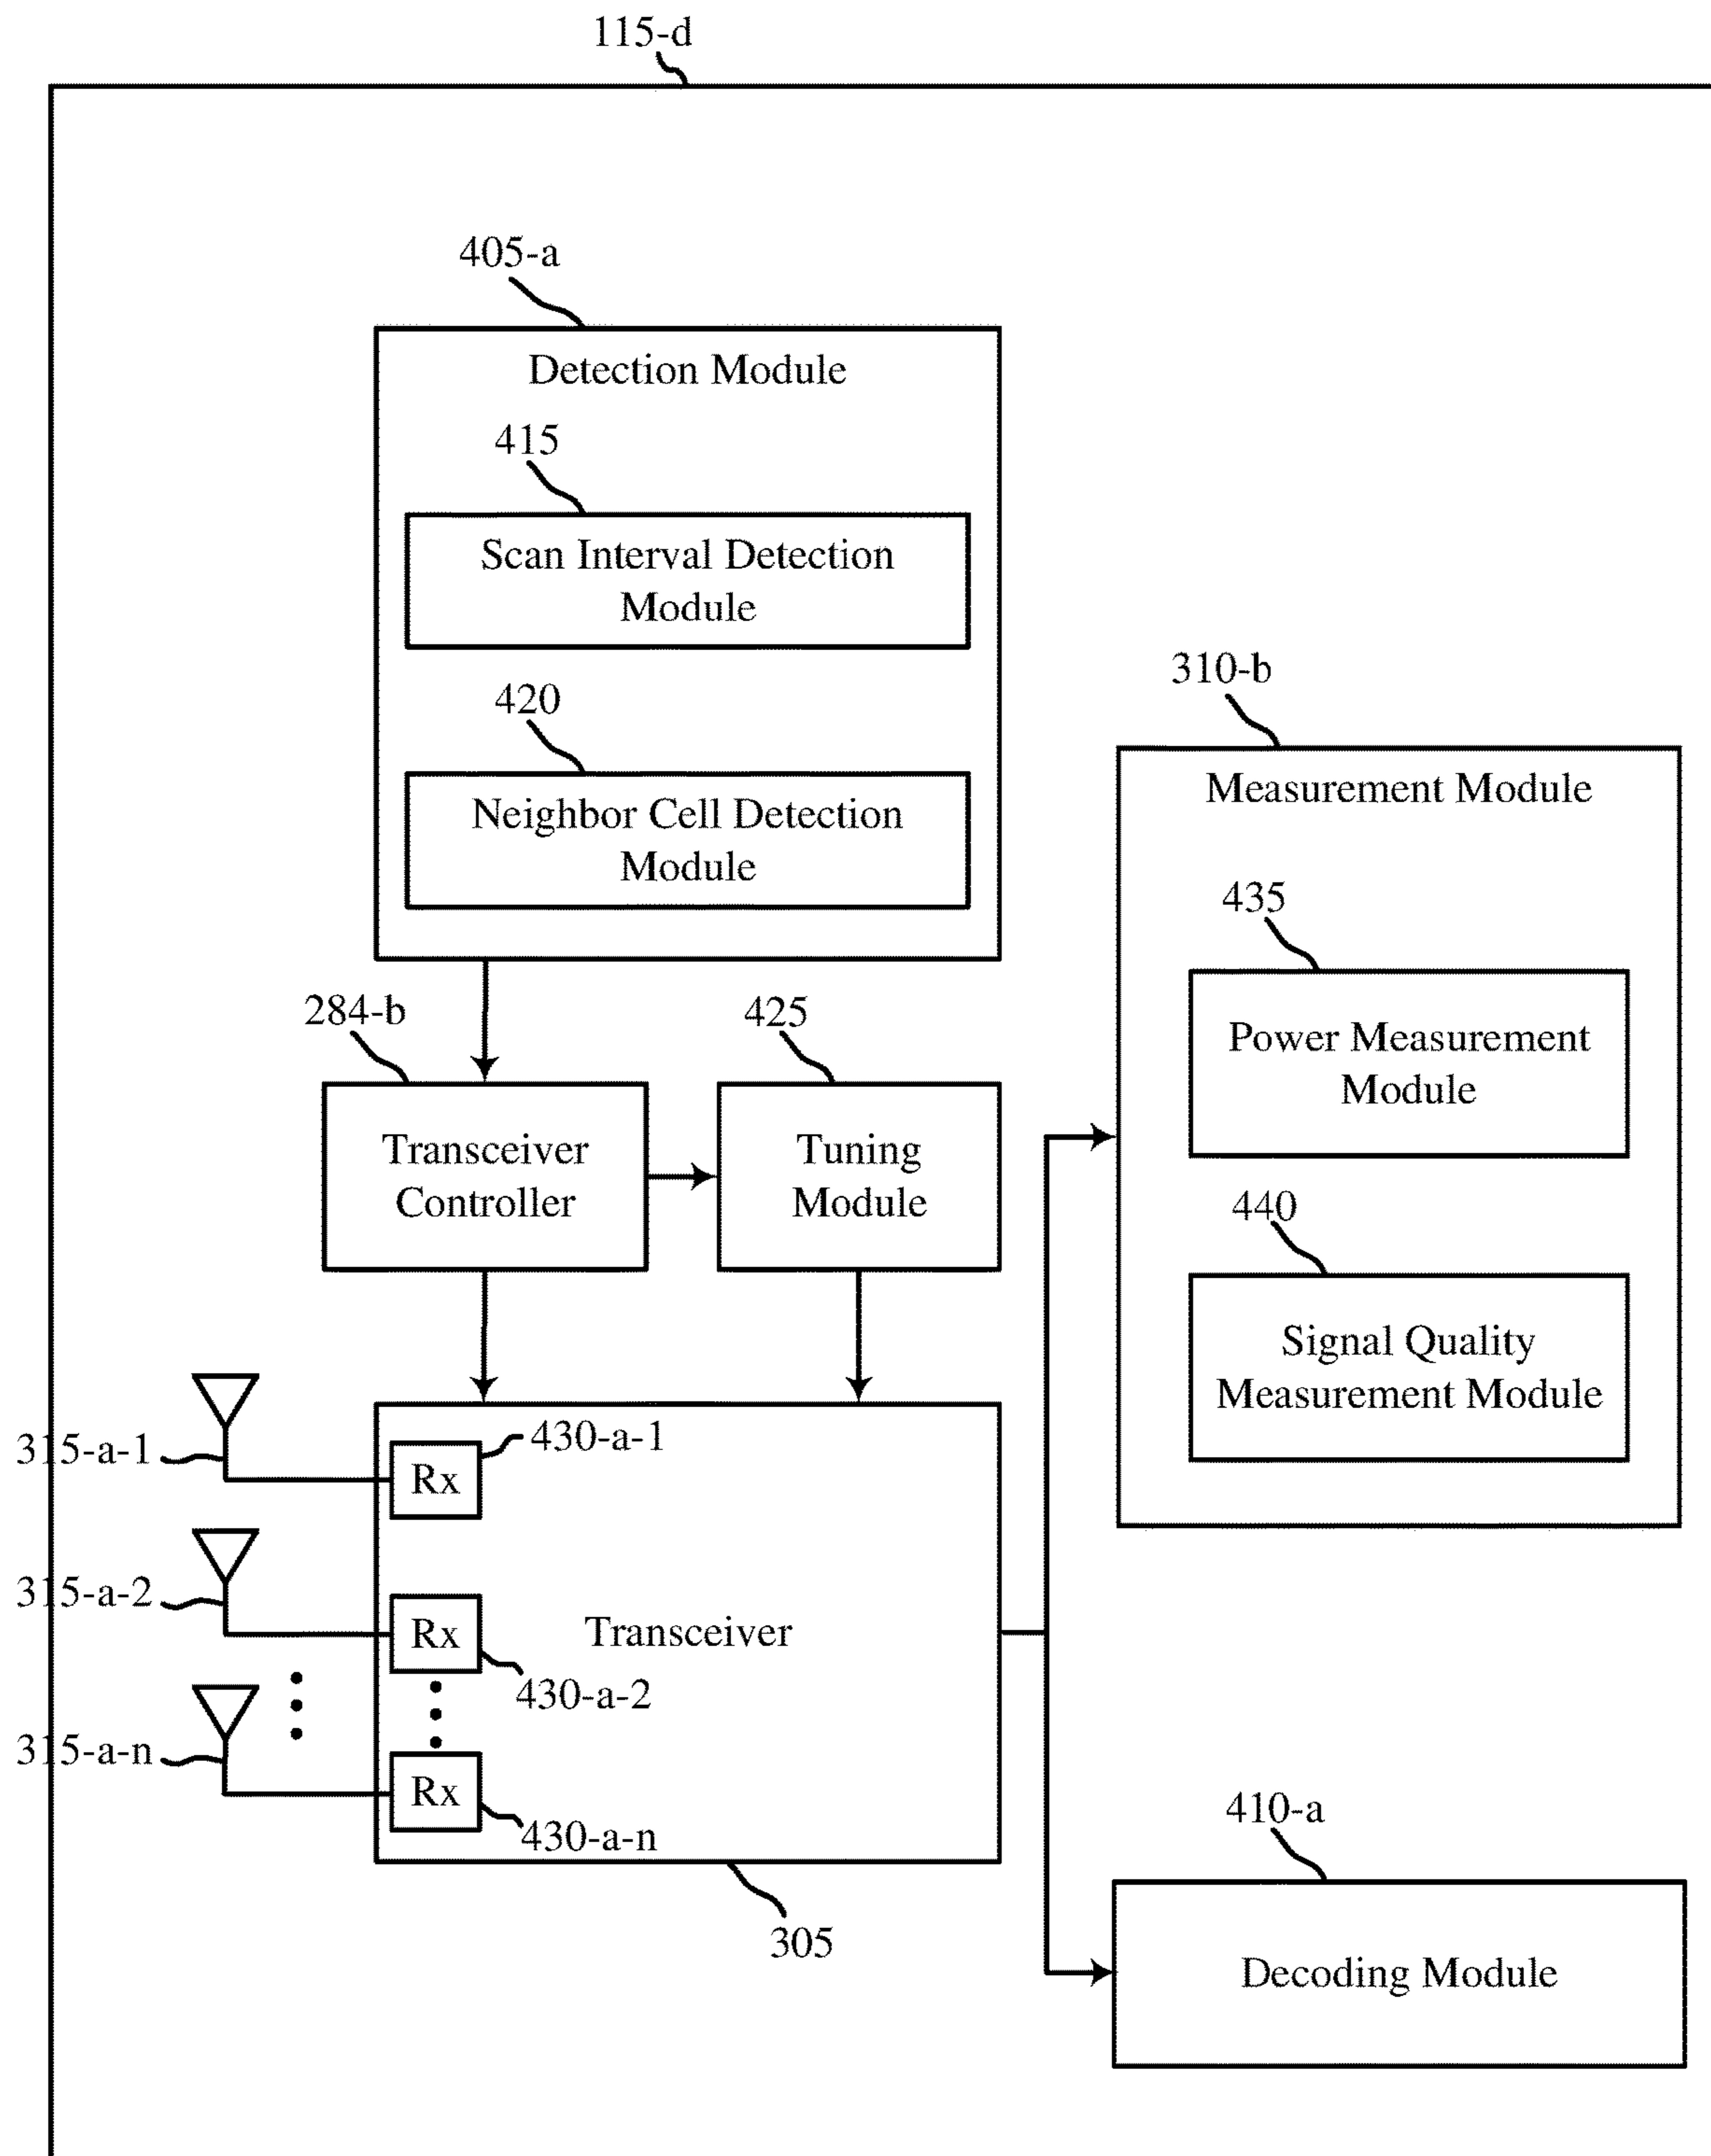 115-d
405-a
Detection Module
415
Scan Interval Detection
Module
420
Neighbor Cell Detection
Module
310-b
Measurement Module
435
Power Measurement
Module
440
Signal Quality
Measurement Module
284-b
Transceiver
Controller
425
Tuning
Module
315-a-1
Rx
430-a-1
315-a-2
Rx
430-a-2
Transceiver
315-a-n
Rx
430-a-n
305
410-a
Decoding Module